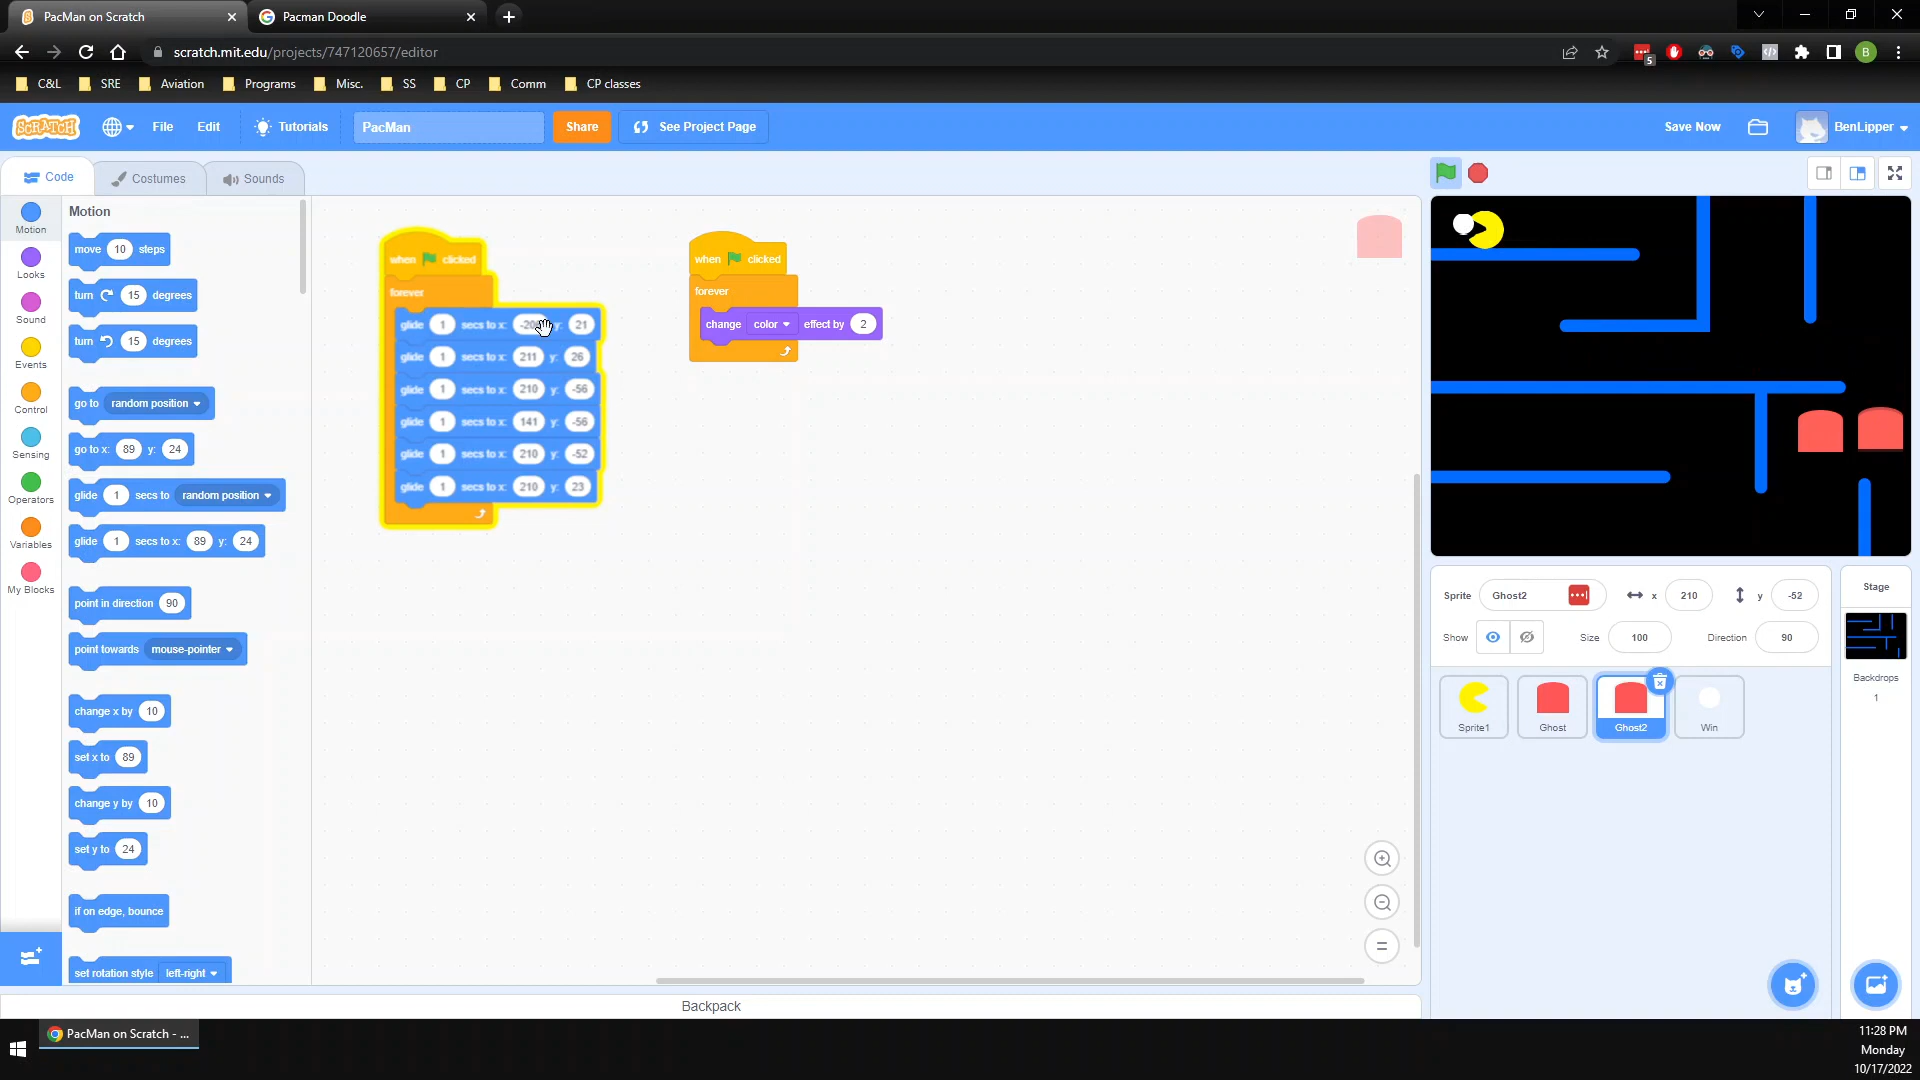 PacMan on Scratch
Pacman Doodle
scratch.mit.edu/projects/747120657/editor
5
B
C&L
SRE
Aviation
Programs
Misc.
SS
CP
Comm
CP classes
SCRATCH
File
Edit
Tutorials
PacMan
Share
See Project Page
Save Now
BenLipper
Code
Costumes
Sounds
Motion
Looks
Sound
Events
Control
Sensing
Operators
Variables
My Blocks
Motion
move 10 steps
turn 15 degrees
turn 15 degrees
go to random position
go to x: 89 y: 24
glide 1 secs to random position
glide 1 secs to x: 89 y: 24
point in direction 90
point towards mouse-pointer
change x by 10
set x to 89
change y by 10
set y to 24
if on edge, bounce
set rotation style left-right
when clicked
forever
glide 1 secs to x: y: 21
glide 1 secs to x: 211 y: 26
glide 1 secs to x: 210 y: -56
glide 1 secs to x: 141 y: -56
glide 1 secs to x: 210 y: -52
glide 1 secs to x: 210 y: 23
when clicked
forever
change color effect by 2
Sprite Ghost2 x 210 y -52
Show Size 100 Direction 90
Sprite1
Ghost
Ghost2
Win
Stage
Backdrops
1
Backpack
PacMan on Scratch - ...
11:28 PM
Monday
10/17/2022